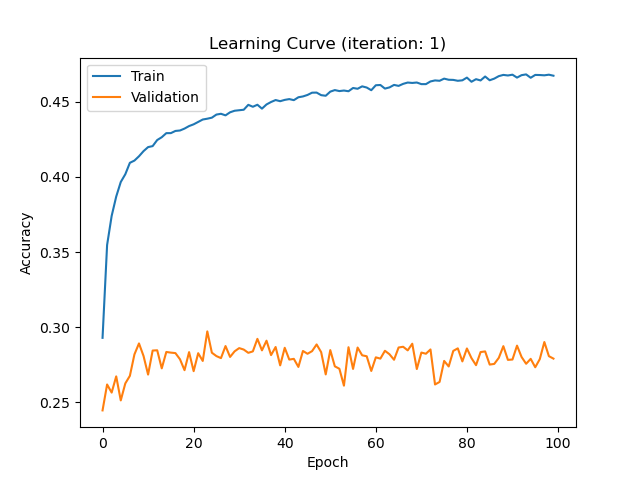 Learning Curve (iteration: 1)
Train
Validation
0.45
0.40
0.35
0.30
0.25
Accuracy
0 20 40 60 80 100
Epoch